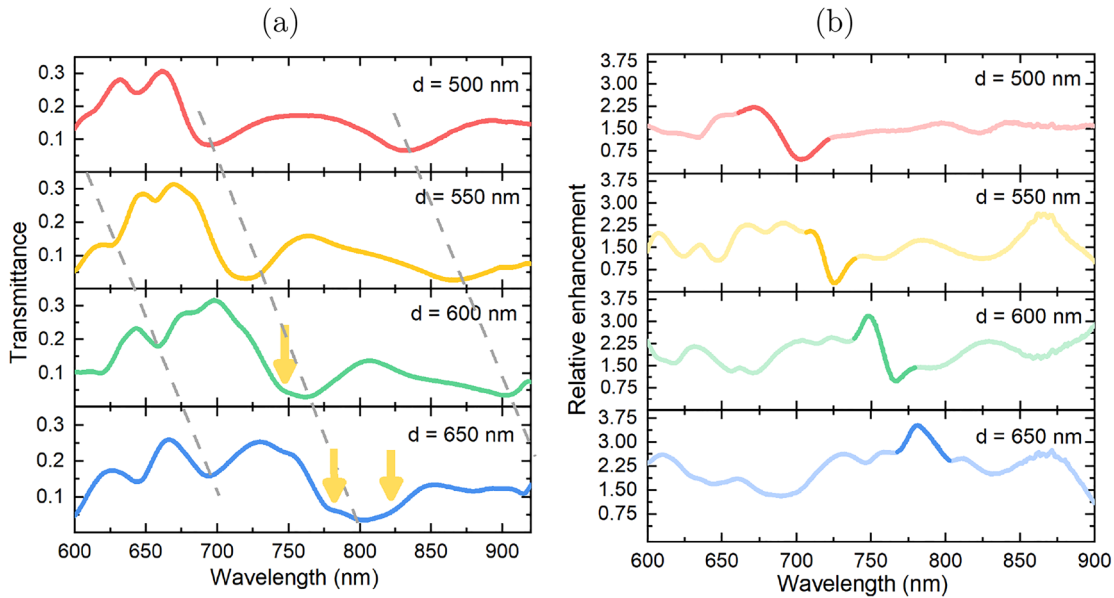 (a)
Transmittance
0.3
0.2
0.1
d = 500 nm
0.3
0.2
0.1
d = 550 nm
0.3
0.2
0.1
d = 600 nm
0.3
0.2
0.1
d = 650 nm
600 650 700 750 800 850 900
Wavelength (nm)
(b)
Relative enhancement
3.75
3.00
2.25
1.50
0.75
d = 500 nm
3.75
3.00
2.25
1.50
0.75
d = 550 nm
3.75
3.00
2.25
1.50
0.75
d = 600 nm
3.75
3.00
2.25
1.50
0.75
d = 650 nm
600 650 700 750 800 850 900
Wavelength (nm)